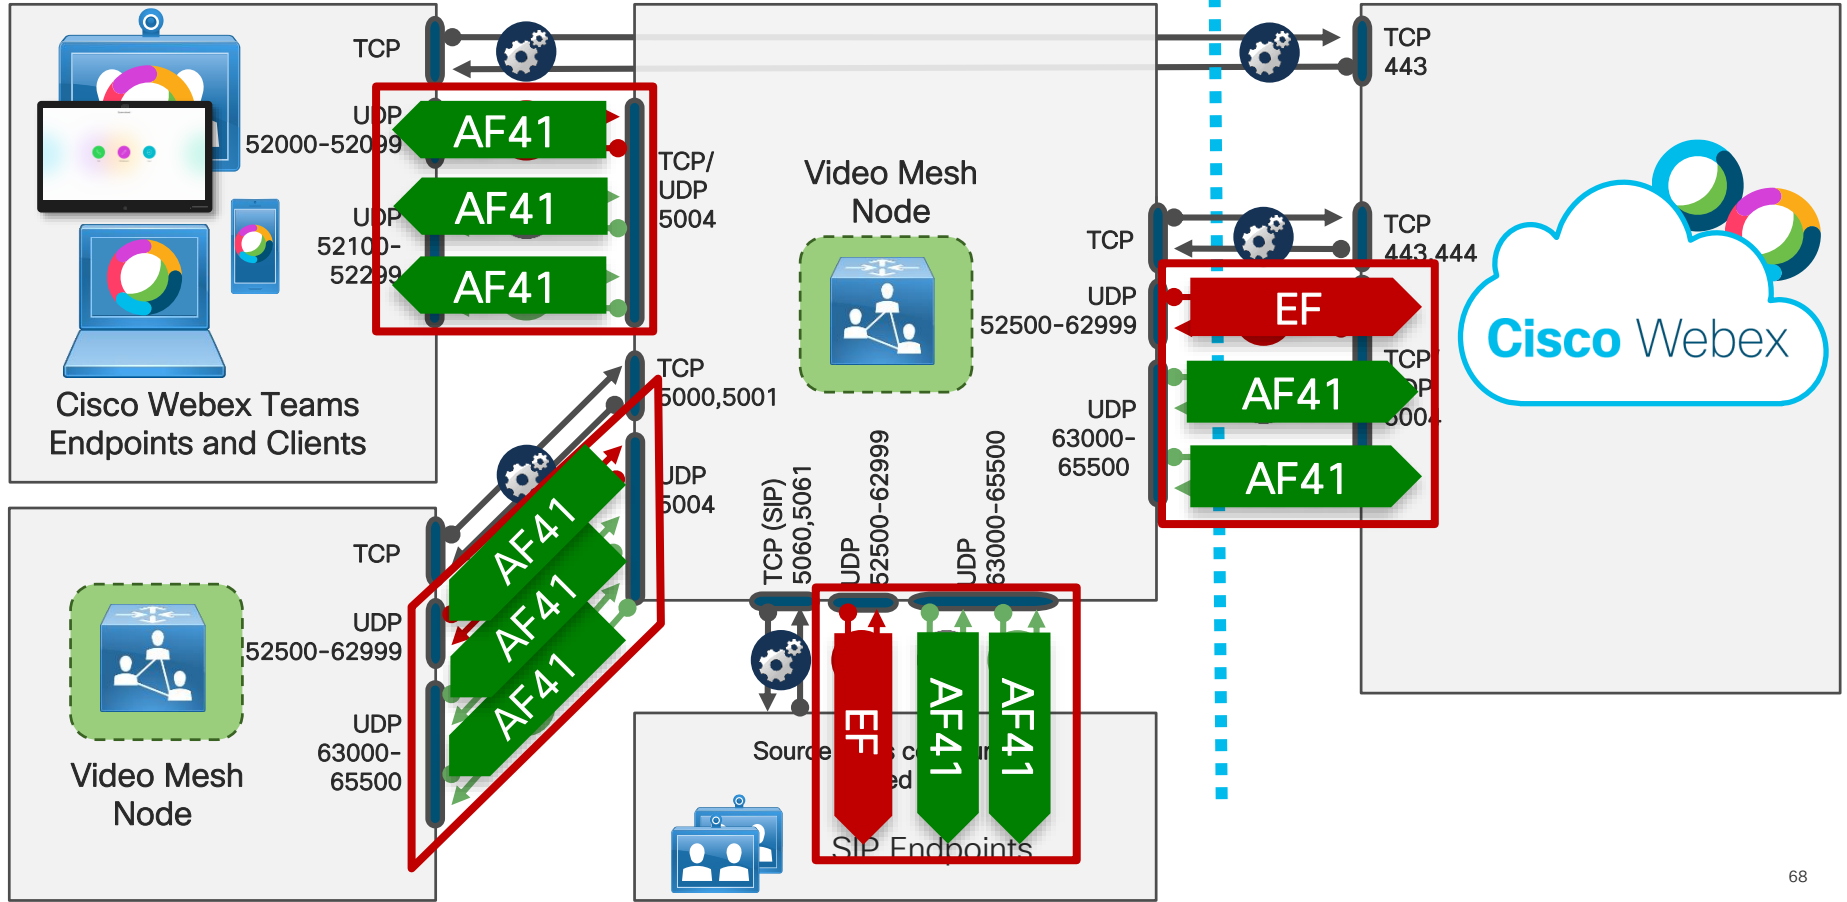 TCP
UDP
52000-52099
UDP
52100-
52299
Cisco Webex Teams
Endpoints and Clients
AF41
AF41
AF41
TCP/
UDP
5004
TCP
5000,5001
UDP
5004
Video Mesh
Node
TCP
UDP
52500-62999
UDP
63000-
65500
TCP
443
TCP
443,444
EF
AF41
AF41
TCP/
5004
Cisco Webex
TCP
UDP
52500-62999
UDP
63000-
65500
AF41
AF41
AF41
Video Mesh
Node
TCP (SIP)
5060,5061
UDP
52500-62999
UDP
63000-65500
EF
AF41
AF41
Source
SIP Endpoints
68